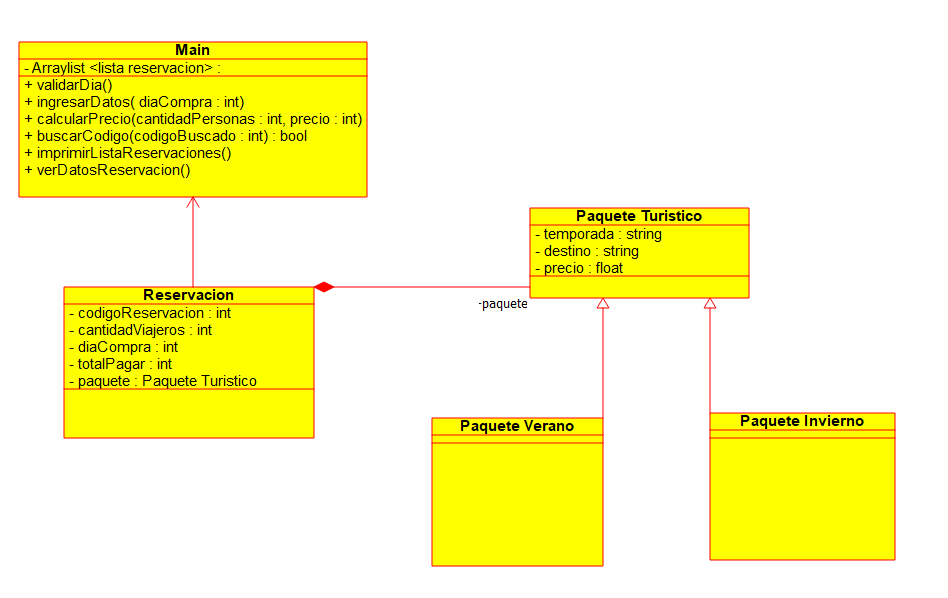 Main
- Arraylist <lista reservacion> :
+ validarDia()
+ ingresarDatos( diaCompra : int)
+ calcularPrecio(cantidadPersonas : int, precio : int)
+ buscarCodigo(codigoBuscado : int) : bool
+ imprimirListaReservaciones()
+ verDatosReservacion()
Paquete Turistico
- temporada : string
- destino : string
- precio : float
Reservacion
- codigoReservacion : int
- cantidadViajeros : int
- diaCompra : int
- totalPagar : int
- paquete : Paquete Turistico
-paquete
Paquete Verano
Paquete Invierno